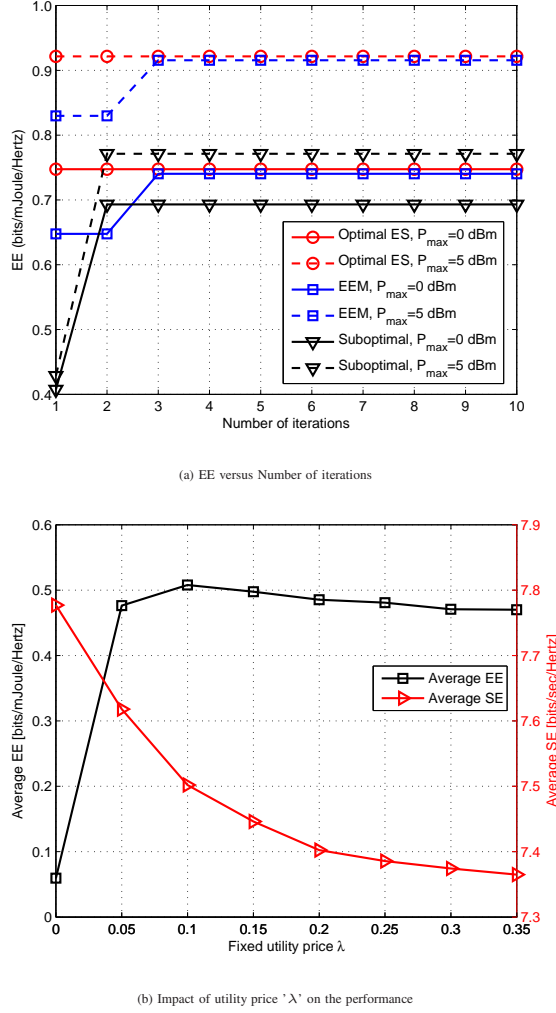 1.0
0.9
0.8
0.7
0.6
0.5
0.4
EE (bits/mJoule/Hertz)
Optimal ES, P_max=0 dBm
Optimal ES, P_max=5 dBm
EEM, P_max=0 dBm
EEM, P_max=5 dBm
Suboptimal, P_max=0 dBm
Suboptimal, P_max=5 dBm
1 2 3 4 5 6 7 8 9 10
Number of iterations
(a) EE versus Number of iterations
0.6
0.5
0.4
0.3
0.2
0.1
0
Average EE [bits/mJoule/Hertz]
Average EE
Average SE
7.9
7.8
7.7
7.6
7.5
7.4
7.3
Average SE [bits/sec/Hertz]
0 0.05 0.1 0.15 0.2 0.25 0.3 0.35
Fixed utility price λ
(b) Impact of utility price ’λ’ on the performance